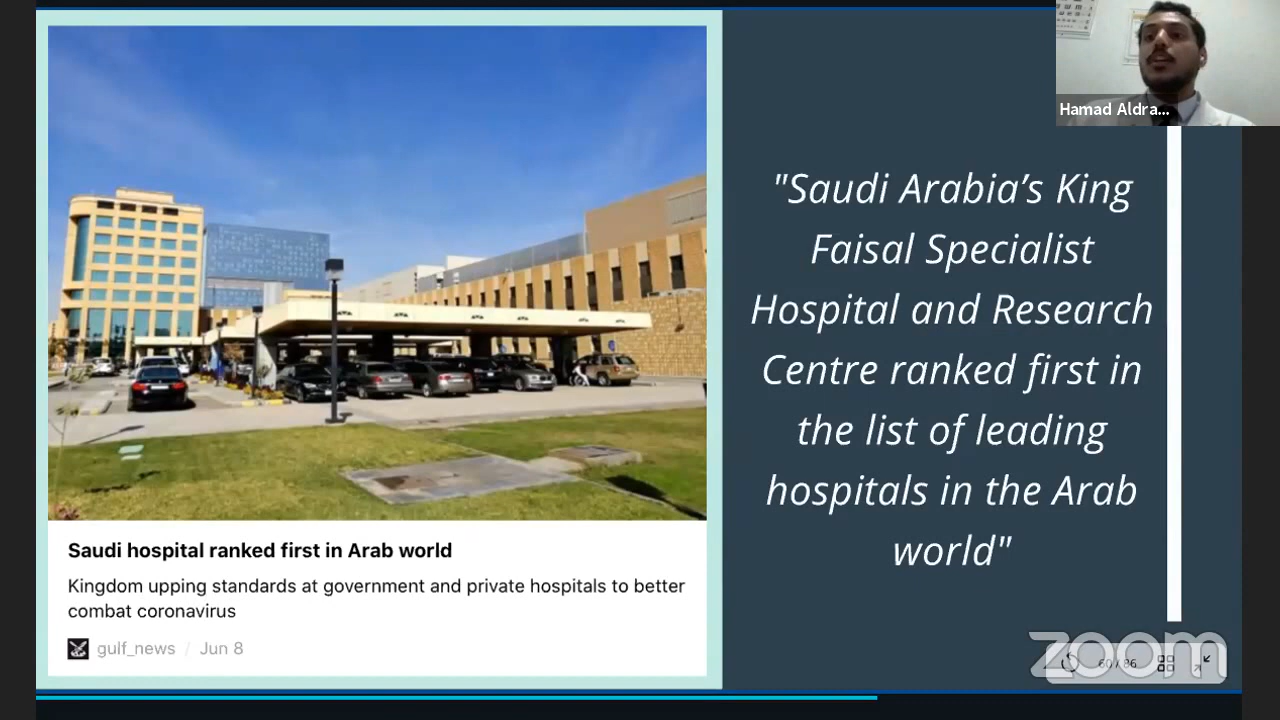 Hamad Aldra...
"Saudi Arabia’s King
Faisal Specialist
Hospital and Research
Centre ranked first in
the list of leading
hospitals in the Arab
world"
Saudi hospital ranked first in Arab world
Kingdom upping standards at government and private hospitals to better
combat coronavirus
gulf_news / Jun 8
zoom
60 / 86